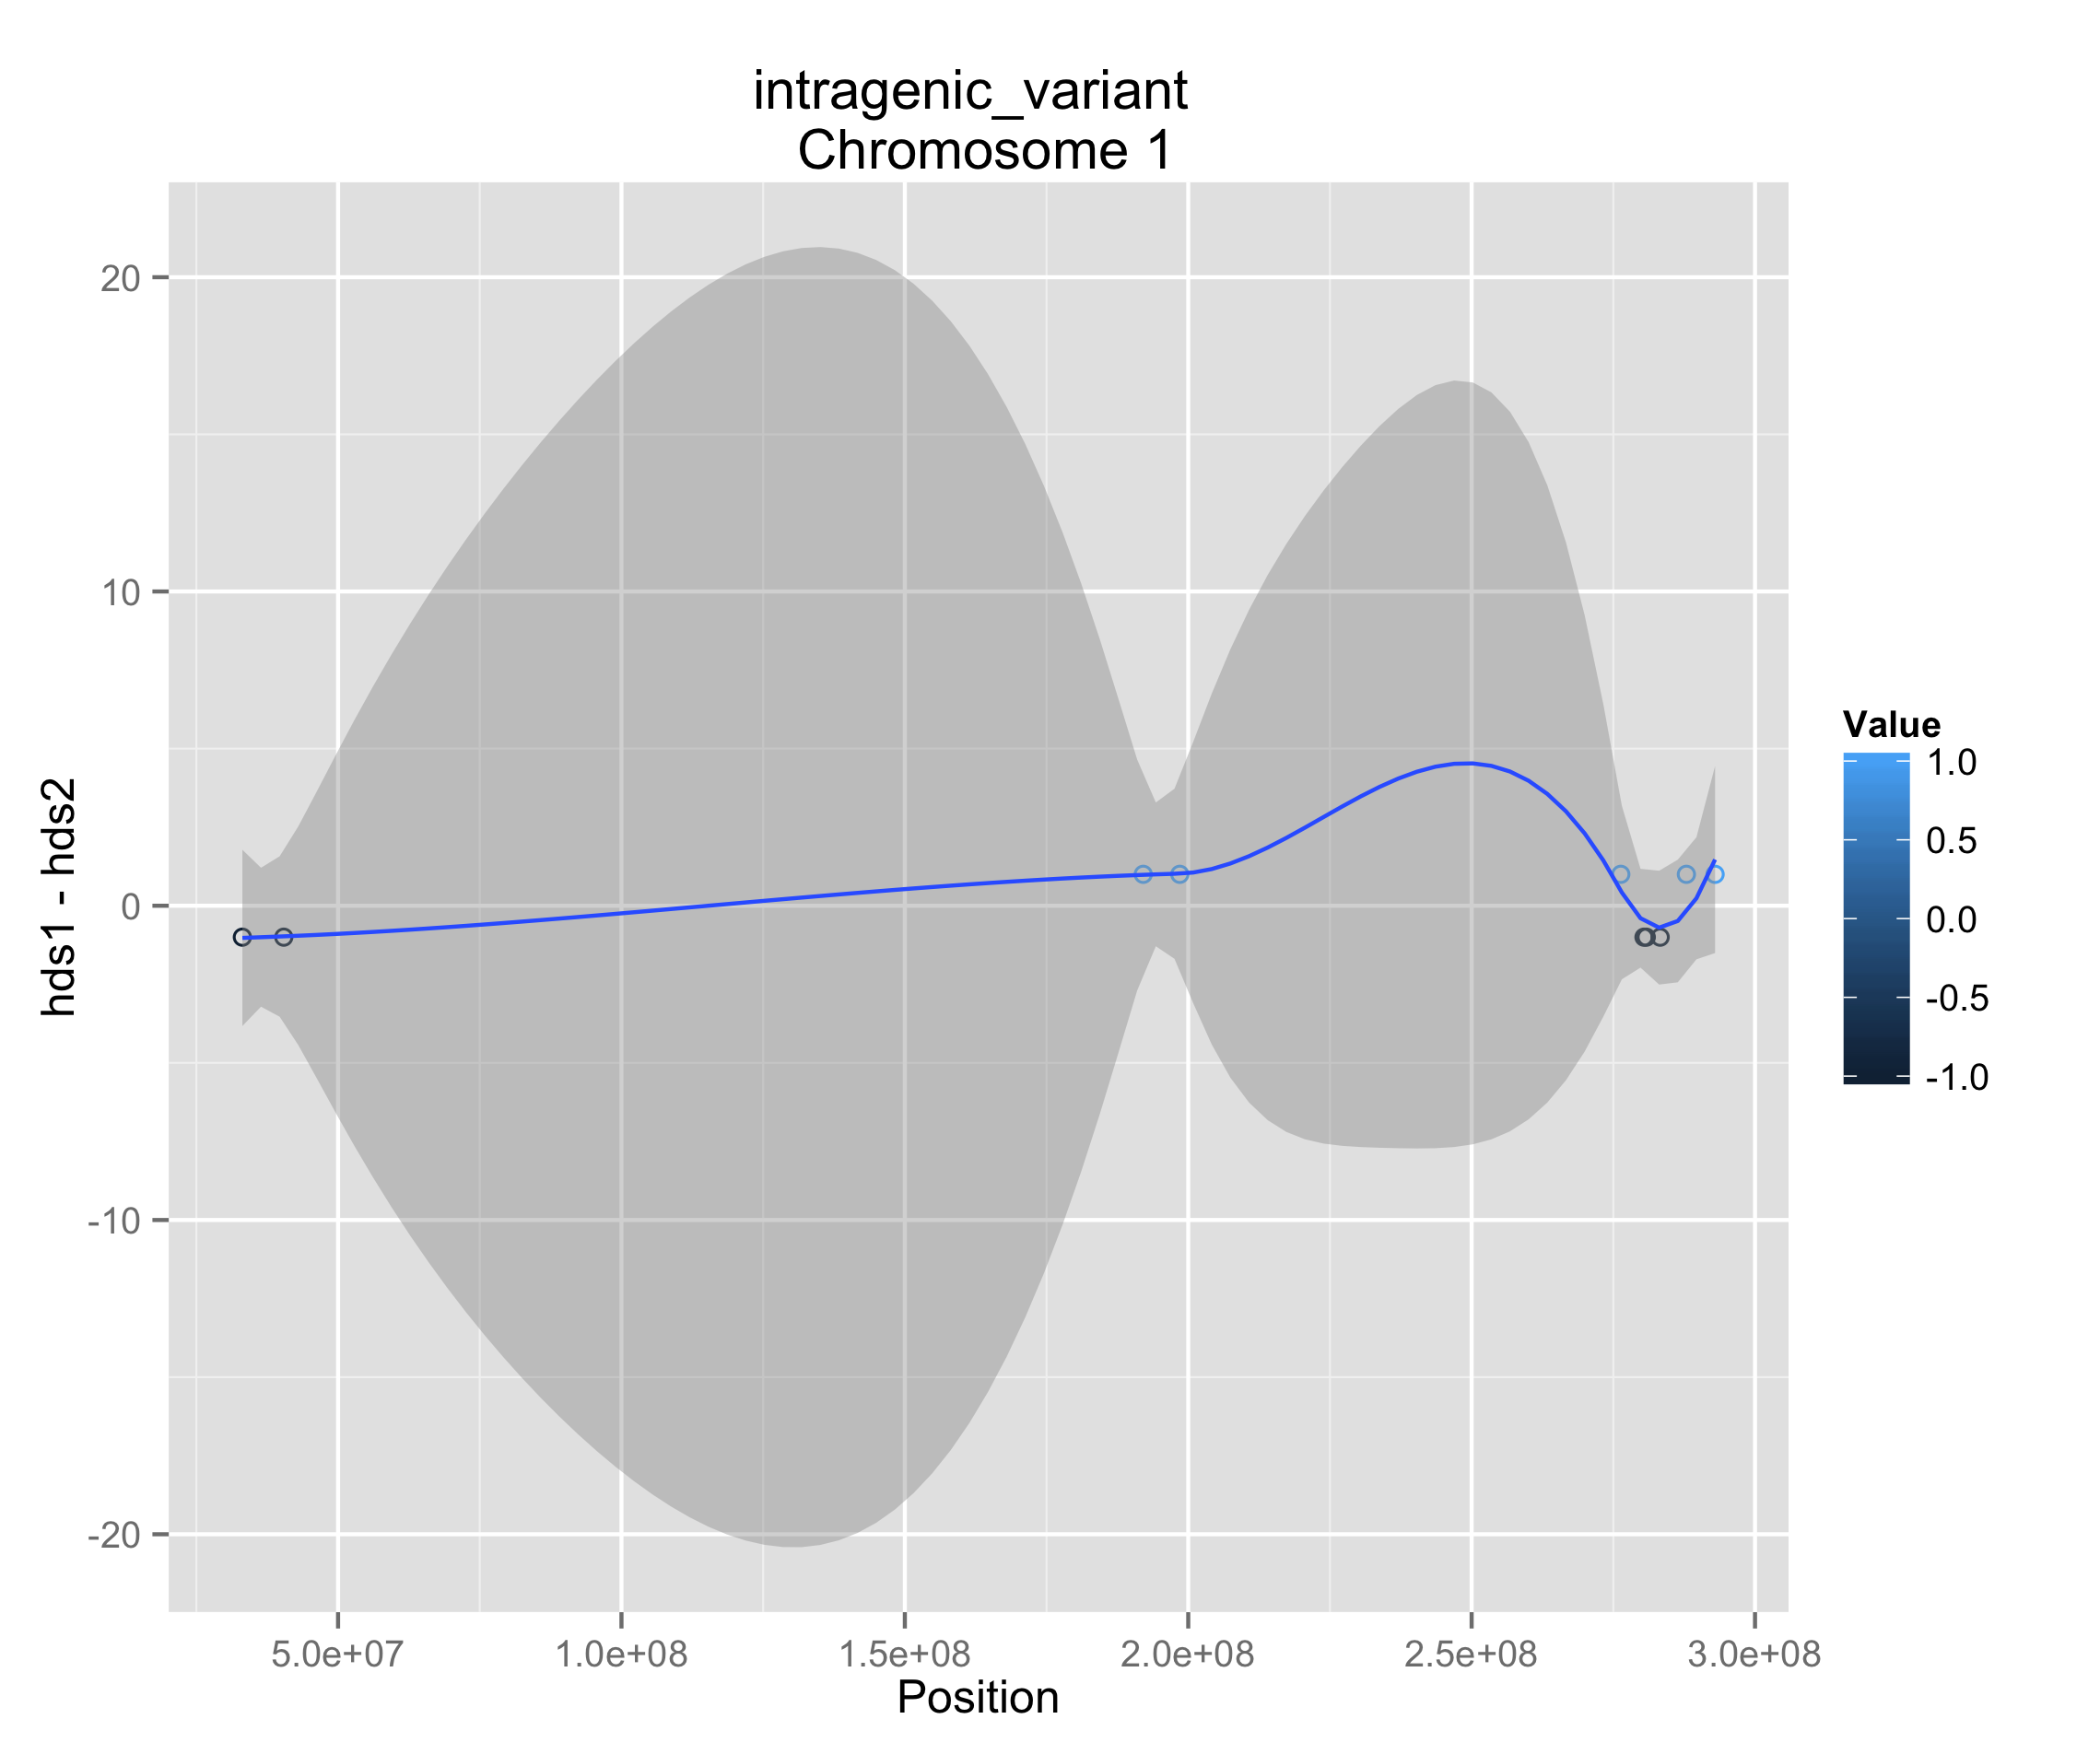 intragenic_variant
Chromosome 1
hds1 - hds2
20
10
0
-10
-20
5.0e+07
1.0e+08
1.5e+08
2.0e+08
2.5e+08
3.0e+08
Position
Value
1.0
0.5
0.0
-0.5
-1.0